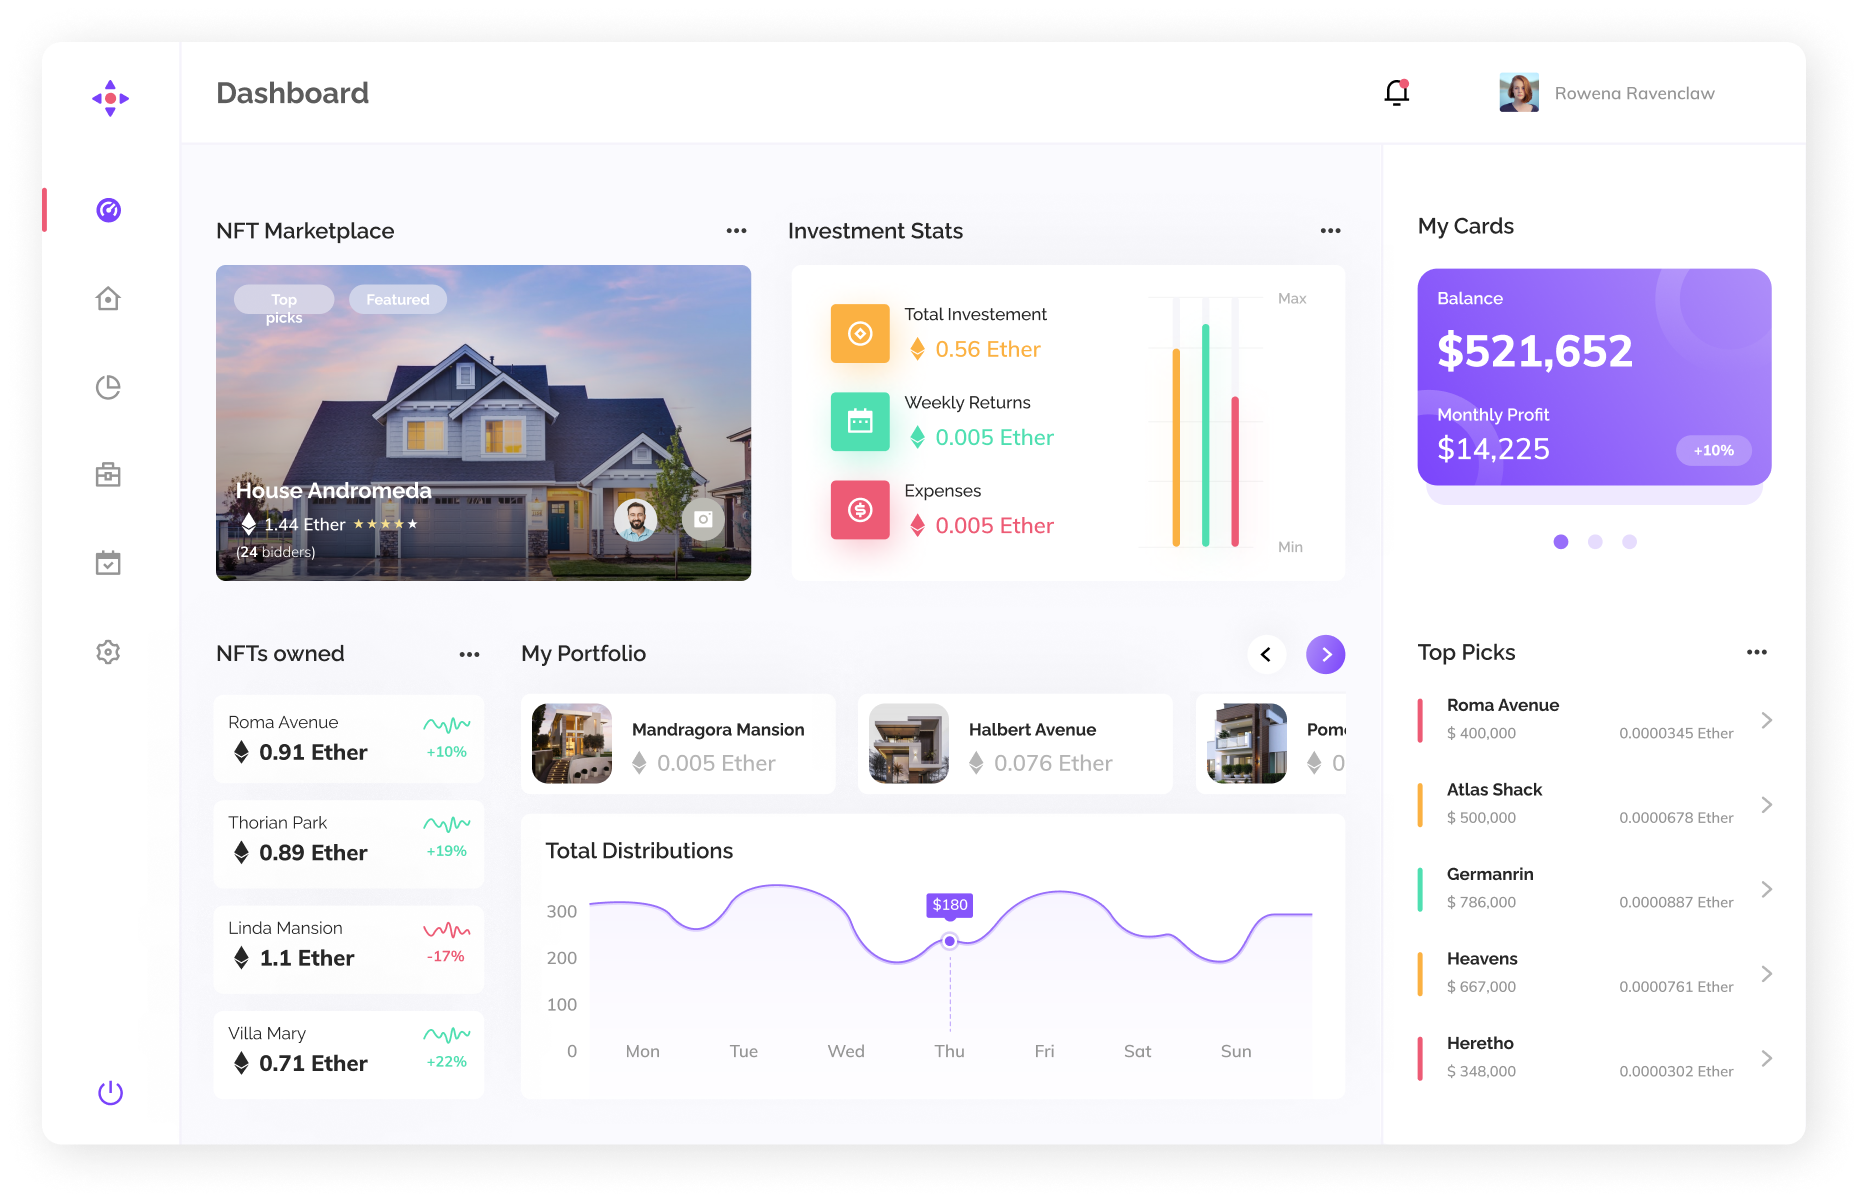 Dashboard
Rowena Ravenclaw
NFT Marketplace
Top
picks
Featured
House Andromeda
1.44 Ether
(24 bidders)
Investment Stats
Total Investement
0.56 Ether
Weekly Returns
0.005 Ether
Expenses
0.005 Ether
Max
Min
My Cards
Balance
$521,652
Monthly Profit
$14,225
+10%
NFTs owned
Roma Avenue
0.91 Ether
+10%
Thorian Park
0.89 Ether
+19%
Linda Mansion
1.1 Ether
-17%
Villa Mary
0.71 Ether
+22%
My Portfolio
Mandragora Mansion
0.005 Ether
Halbert Avenue
0.076 Ether
Pom
0
Total Distributions
$180
300
200
100
0
Mon Tue Wed Thu Fri Sat Sun
Top Picks
Roma Avenue
$ 400,000 0.0000345 Ether
Atlas Shack
$ 500,000 0.0000678 Ether
Germanrin
$ 786,000 0.0000887 Ether
Heavens
$ 667,000 0.0000761 Ether
Heretho
$ 348,000 0.0000302 Ether